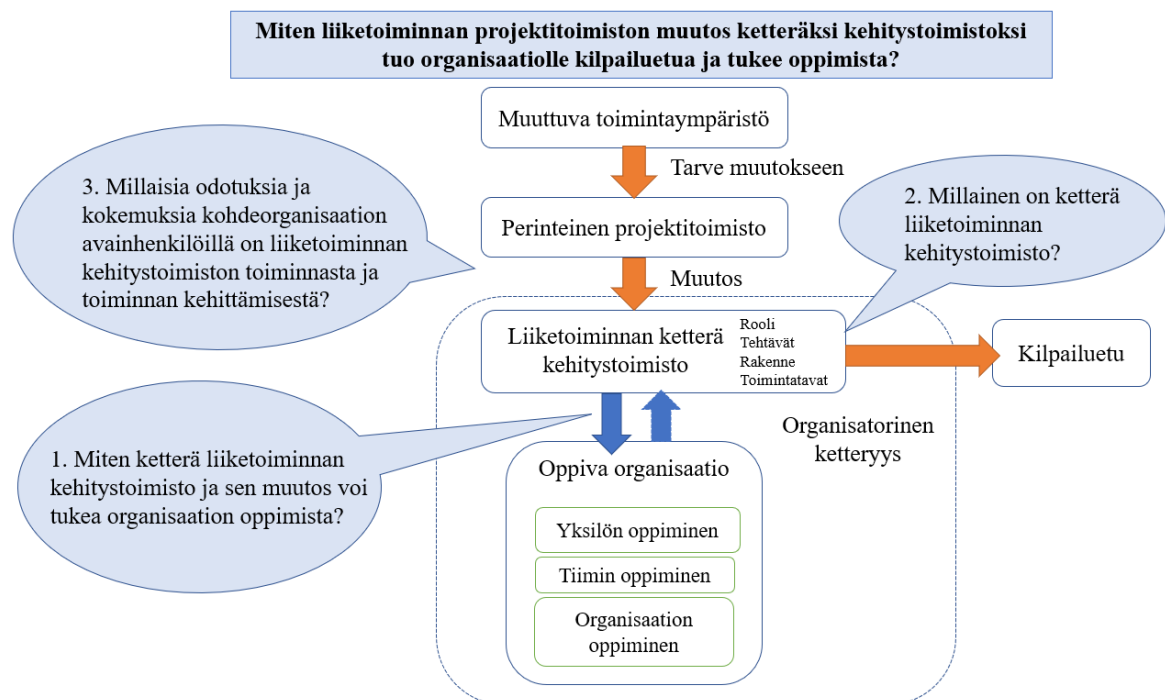 Miten liiketoiminnan projektitoimiston muutos ketteräksi kehitystoimistoksi
tuo organisaatiolle kilpailuetua ja tukee oppimista?
Muuttuva toimintaympäristö
Tarve muutokseen
3. Millaisia odotuksia ja
kokemuksia kohdeorganisaation
avainhenkilöillä on liiketoiminnan
kehitystoimiston toiminnasta ja
toiminnan kehittämisestä?
2. Millainen on ketterä
liiketoiminnan
kehitystoimisto?
Perinteinen projektitoimisto
Muutos
Liiketoiminnan ketterä
kehitystoimisto
Rooli
Tehtävät
Rakenne
Toimintatavat
Kilpailuetu
Organisatorinen
ketteryys
1. Miten ketterä liiketoiminnan
kehitystoimisto ja sen muutos voi
tukea organisaation oppimista?
Oppiva organisaatio
Yksilön oppiminen
Tiimin oppiminen
Organisaation
oppiminen